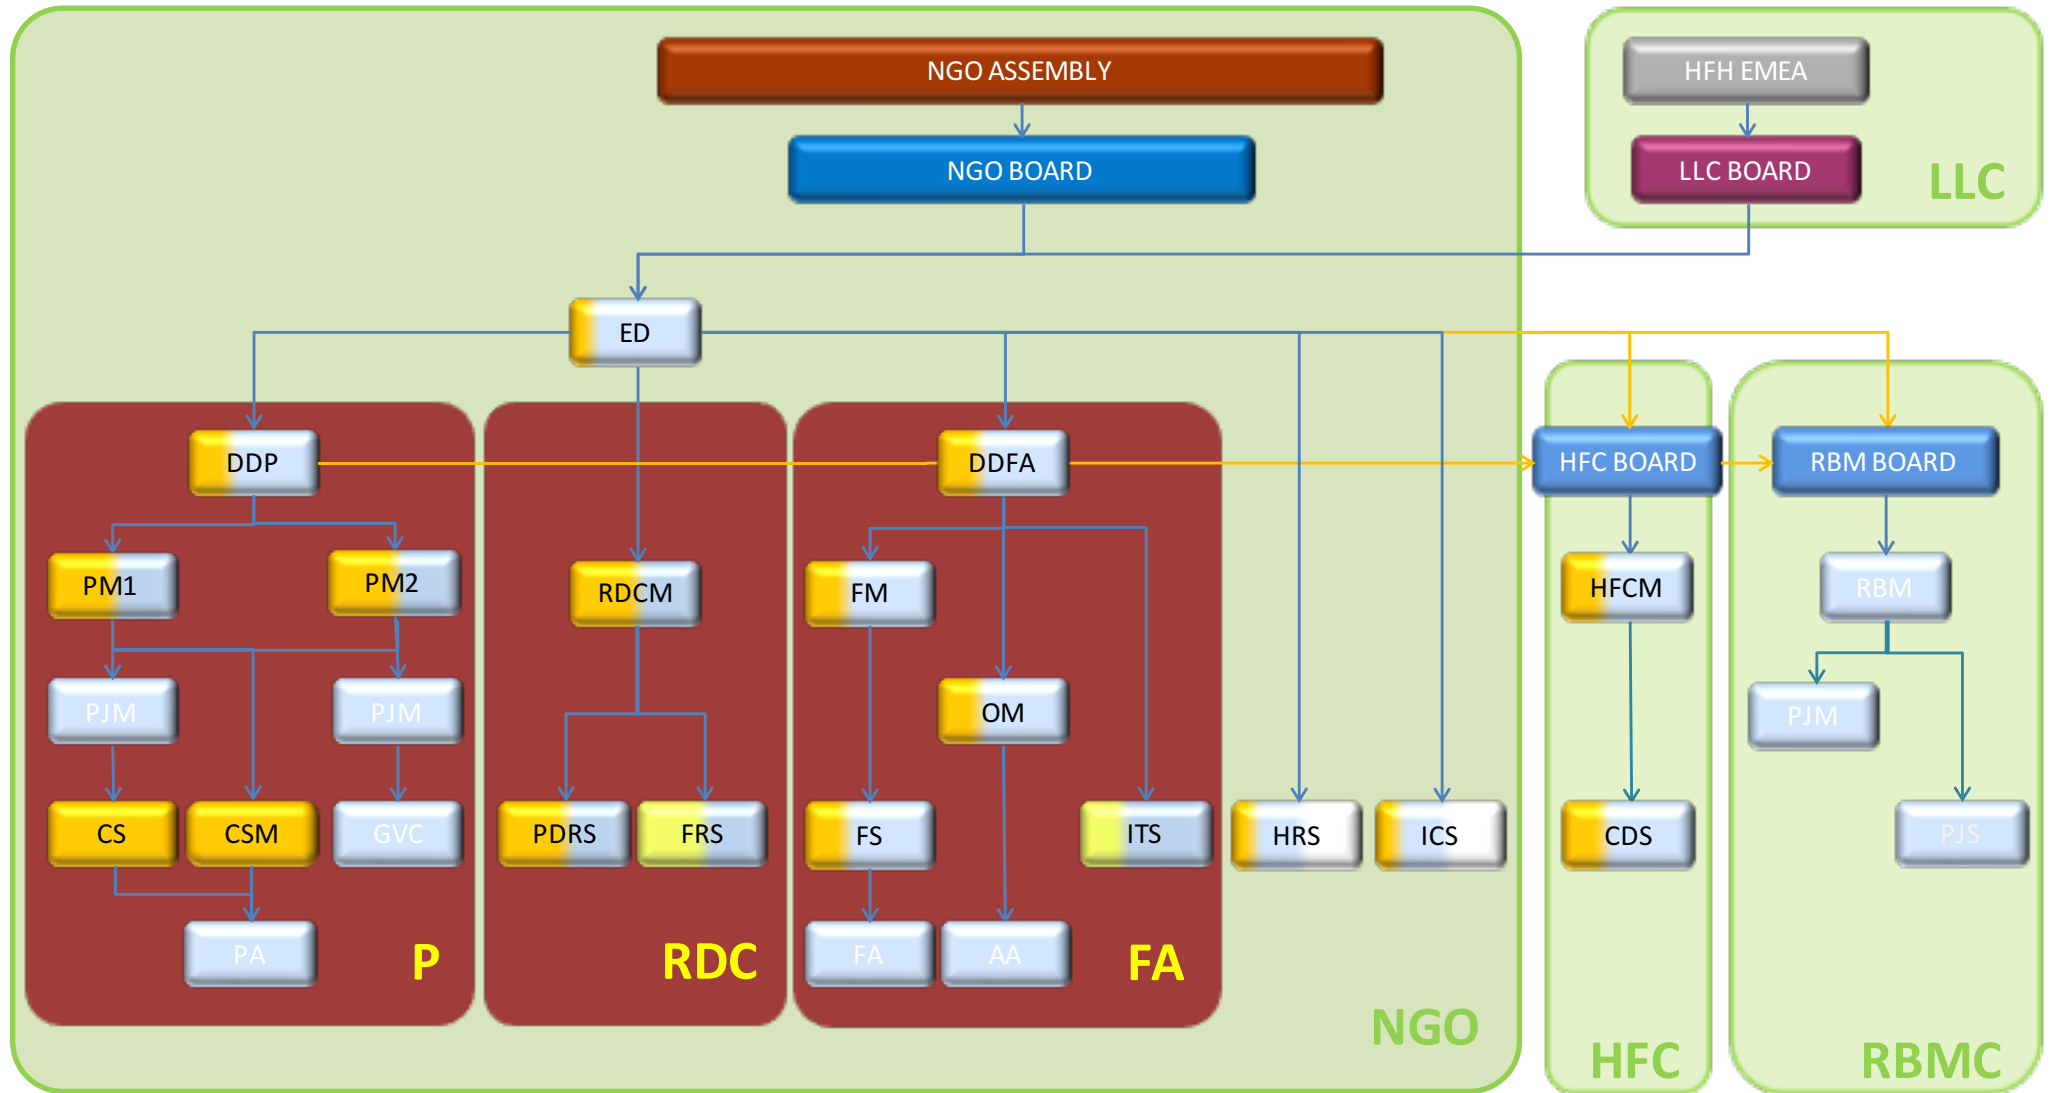 NGO ASSEMBLY
HFH EMEA
NGO BOARD
LLC BOARD
LLC
ED
DDP
DDFA
HFC BOARD
RBM BOARD
PM1
PM2
RDCM
FM
HFCM
RBM
PJM
PJM
OM
PJM
CS
CSM
GVC
PDRS
FRS
FS
ITS
HRS
ICS
CDS
PJS
PA
P
RDC
FA
AA
FA
NGO
HFC
RBMC